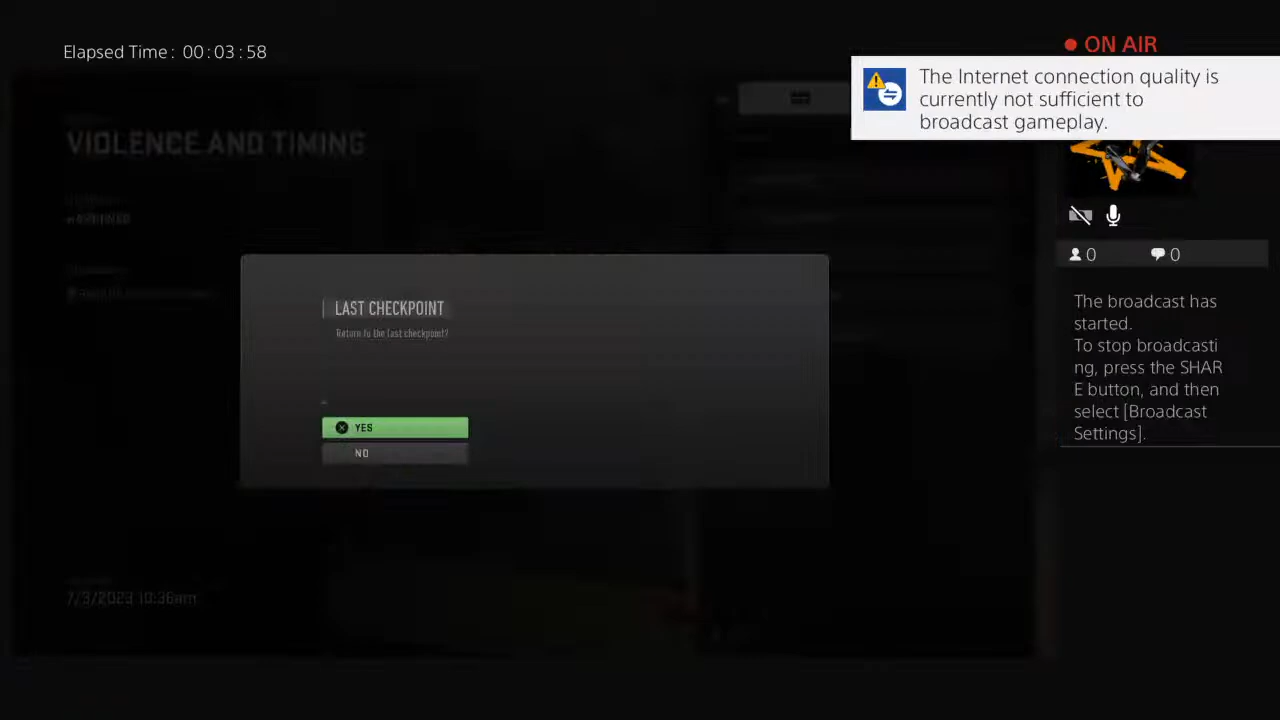 Elapsed Time: 00:03:58
ON AIR
The Internet connection quality is
currently not sufficient to
broadcast gameplay.
VIOLENCE AND TIMING
0
0
LAST CHECKPOINT
Return to the last checkpoint?
YES
NO
The broadcast has
started.
To stop broadcasti
ng, press the SHAR
E button, and then
select [Broadcast
Settings].
7/3/2023 10:36am